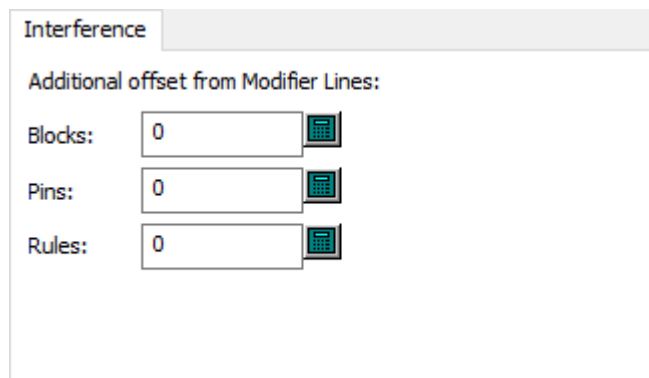 Interference
Additional offset from Modifier Lines:
Blocks: 0
Pins: 0
Rules: 0